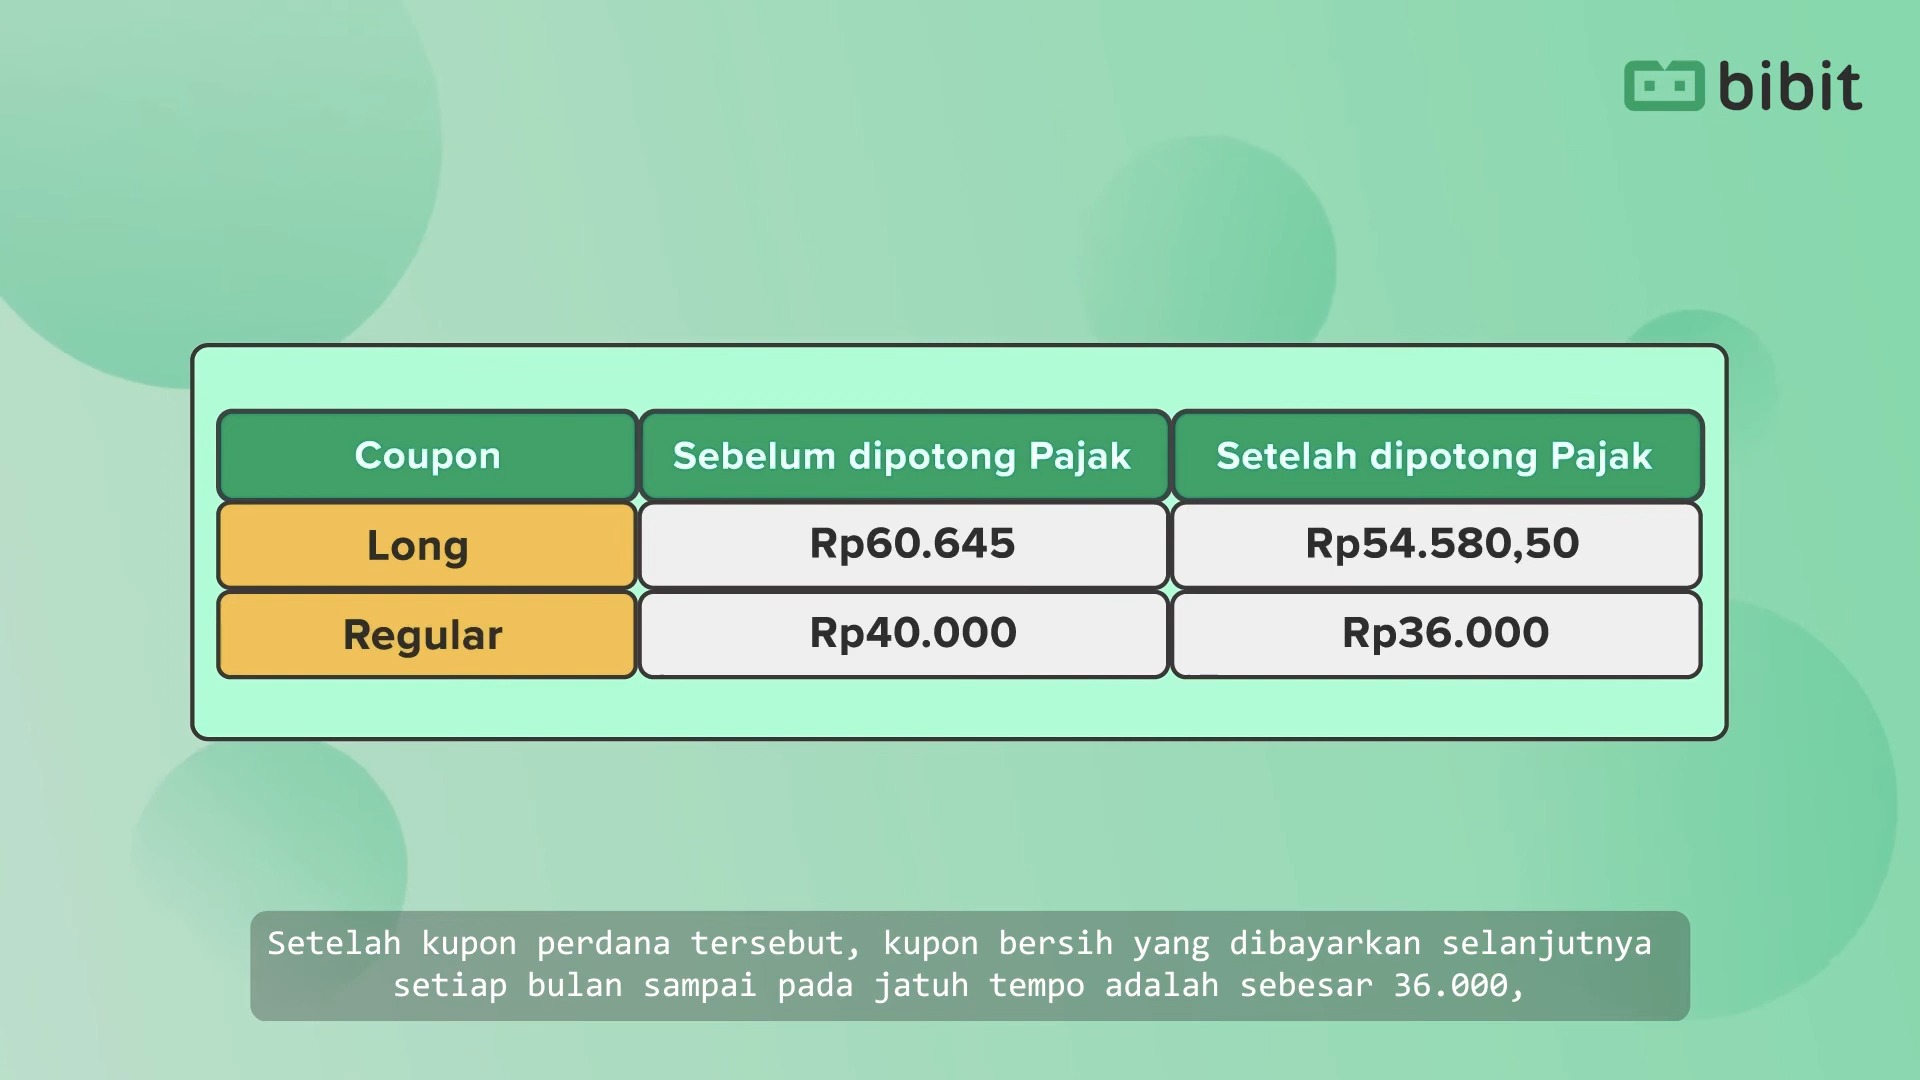 bibit
Coupon Sebelum dipotong Pajak Setelah dipotong Pajak
Long Rp60.645 Rp54.580,50
Regular Rp40.000 Rp36.000
Setelah kupon perdana tersebut, kupon bersih yang dibayarkan selanjutnya
setiap bulan sampai pada jatuh tempo adalah sebesar 36.000,